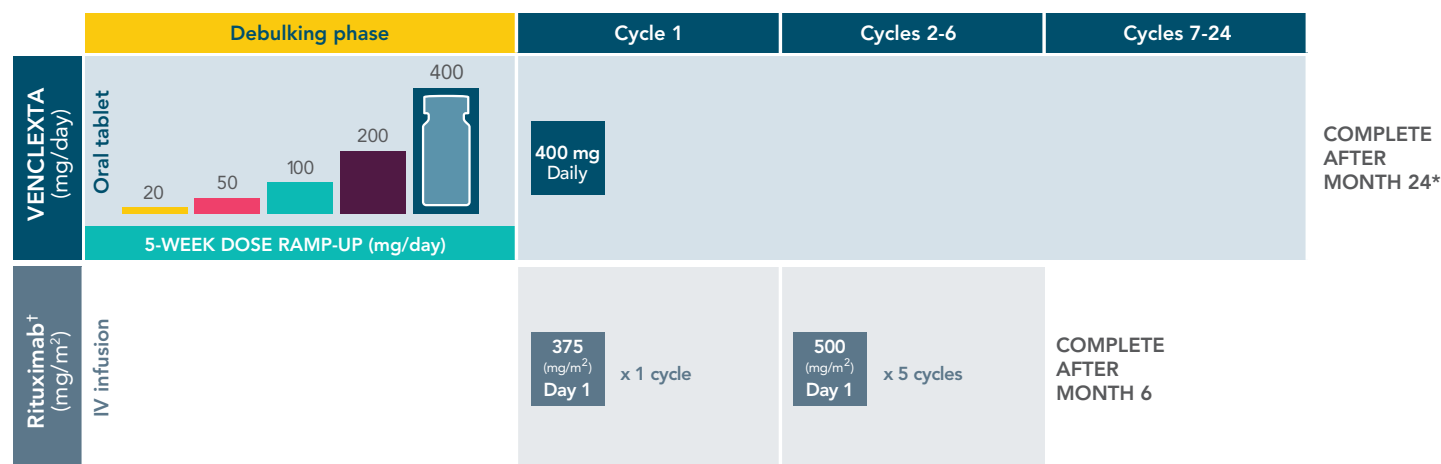 Debulking phase
Cycle 1
Cycles 2-6
Cycles 7-24
VENCLEXTA
(mg/day)
Oral tablet
20
50
100
200
400
5-WEEK DOSE RAMP-UP (mg/day)
400 mg
Daily
COMPLETE
AFTER
MONTH 24*
Rituximab†
(mg/m²)
IV infusion
375
(mg/m²)
Day 1
x 1 cycle
500
(mg/m²)
Day 1
x 5 cycles
COMPLETE
AFTER
MONTH 6